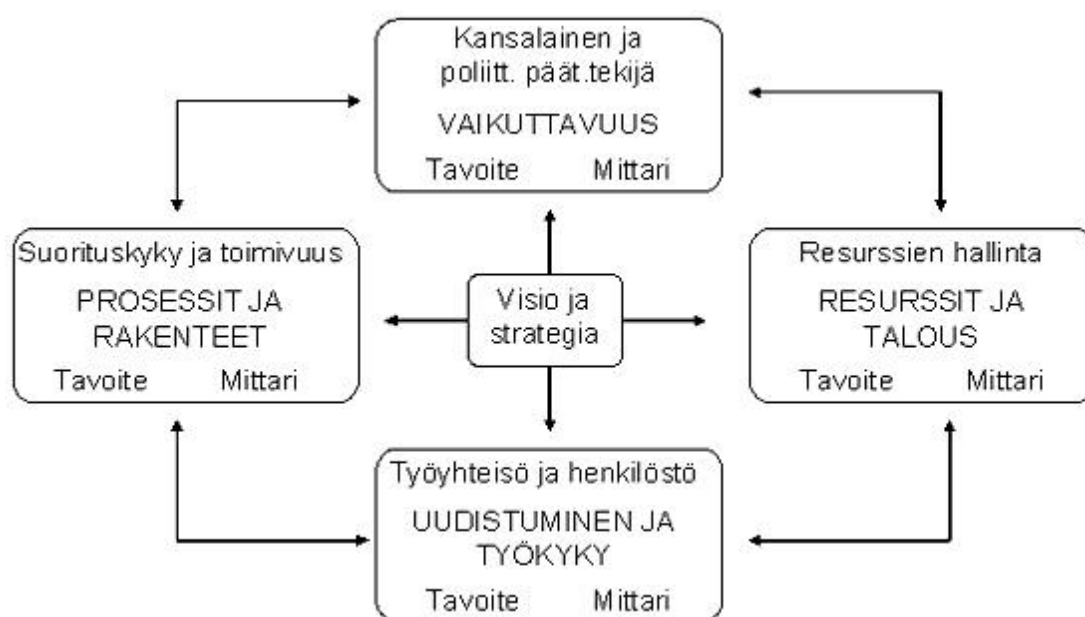 Kansalainen ja
poliitt. päät.tekijä
VAIKUTTAVUUS
Tavoite Mittari
Suorituskyky ja toimivuus
PROSESSIT JA
RAKENTEET
Tavoite Mittari
Visio ja
strategia
Resurssien hallinta
RESURSSIT JA
TALOUS
Tavoite Mittari
Työyhteisö ja henkilöstö
UUDISTUMINEN JA
TYÖKYKY
Tavoite Mittari